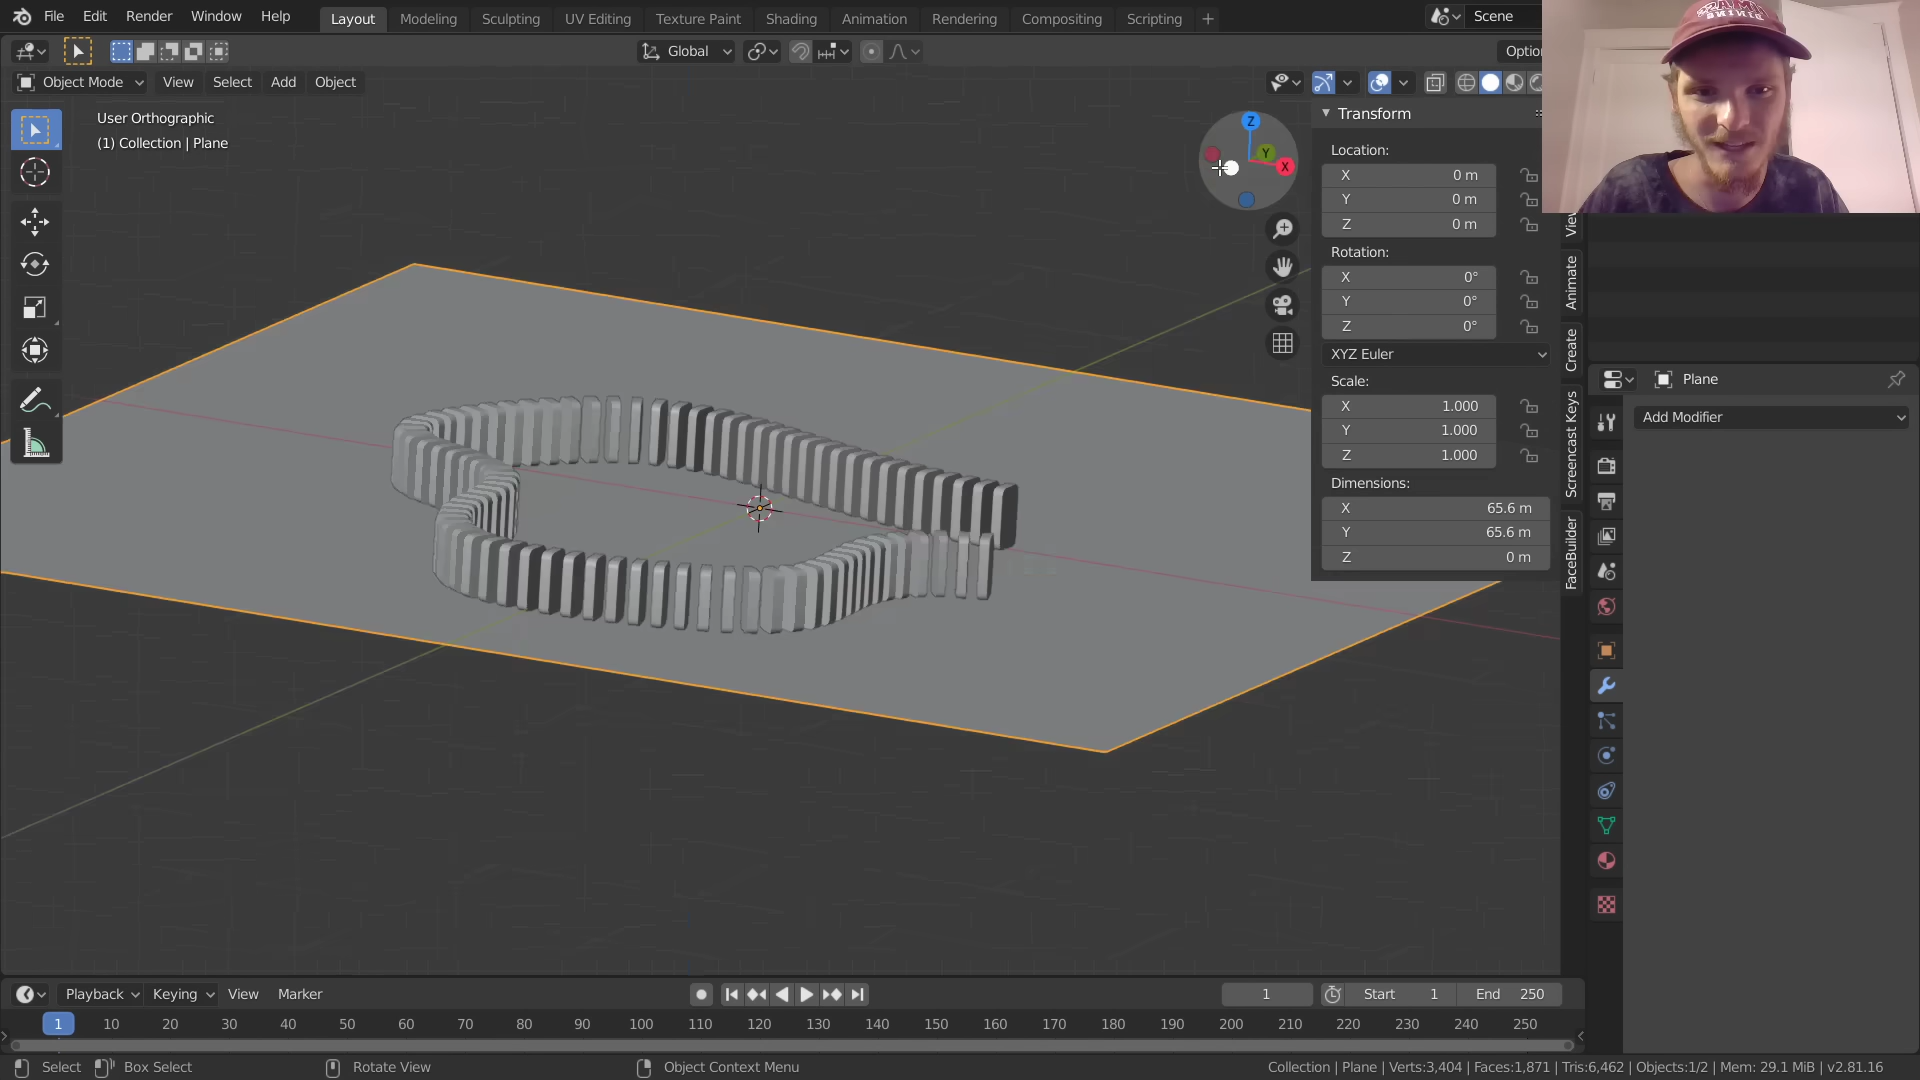 File Edit Render Window Help Layout Modeling Sculpting UV Editing Texture Paint Shading Animation Rendering Compositing Scripting + Scene
Global Optio
Object Mode View Select Add Object
User Orthographic
(1) Collection | Plane
Z
Y
X
Transform
Location:
X 0 m
Y 0 m
Z 0 m
Rotation:
X 0°
Y 0°
Z 0°
XYZ Euler
Scale:
X 1.000
Y 1.000
Z 1.000
Dimensions:
X 65.6 m
Y 65.6 m
Z 0 m
Animate
Create
Screencast Keys
FaceBuilder
Plane
Add Modifier
Playback Keying View Marker 1 Start 1 End 250
1 10 20 30 40 50 60 70 80 90 100 110 120 130 140 150 160 170 180 190 200 210 220 230 240 250
Select Box Select Rotate View Object Context Menu Collection | Plane | Verts:3,404 | Faces:1,871 | Tris:6,462 | Objects:1/2 | Mem: 29.1 MiB | v2.81.16